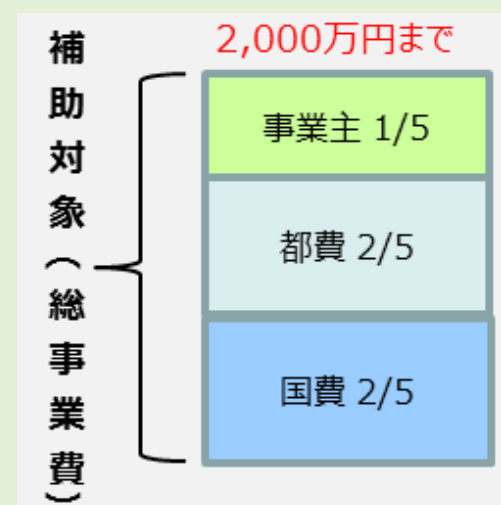 補助対象(総事業費)
2,000万円まで
事業主 1/5
都費 2/5
国費 2/5